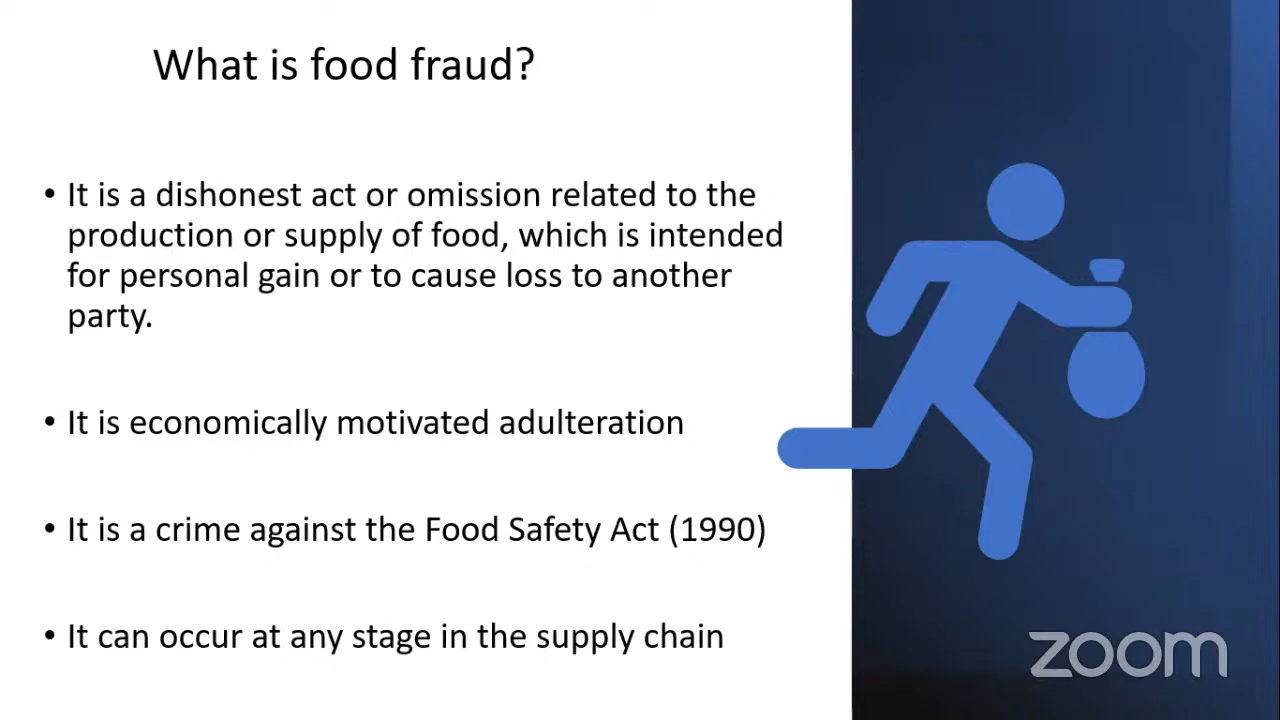 What is food fraud?
• It is a dishonest act or omission related to the
production or supply of food, which is intended
for personal gain or to cause loss to another
party.
• It is economically motivated adulteration
• It is a crime against the Food Safety Act (1990)
• It can occur at any stage in the supply chain
zoom